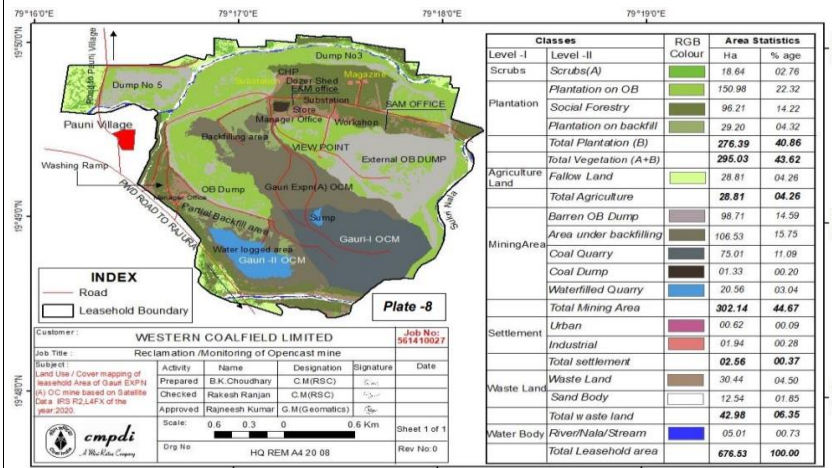 79°16'0"E
79°17'0"E
79°18'0"E
79°19'0"E
19°50'0"N
19°49'0"N
19°48'0"N
Road to Pauni Village
Dump No3
Dump No 5
CHP
Substation
Dozer Shed
Magazine
E&M office
Substation
Store
SAM OFFICE
Manager Office
Workshop
Pauni Village
Backfilling area
VIEW POINT
External OB DUMP
Washing Ramp
OB Dump
Gauri Expn(A) OCM
Manager Office
PWD ROAD TO RAJURA
Partial Backfill area
Sump
Gauri-I OCM
Water logged area
Gauri -II OCM
INDEX
Road
Leasehold Boundary
Plate -8
Customer :
WESTERN COALFIELD LIMITED
Job No:
561410027
Job Title :
Reclamation /Monitoring of Opencast mine
Subject :
Land Use / Cover mapping of
leasehold Area of Gauri EXPN
(A) OC mine based on Satellite
Data IRS R2,L4FX of the
year 2020.
Activity Name Designation Signature Date
Prepared B.K.Choudhary C.M(RSC)
Checked Rakesh Ranjan C.M(RSC)
Approved Rajneesh Kumar G.M(Geomatics)
Scale: 0.6 0.3 0 0.6 Km
Sheet 1 of 1
cmpdi
A Mini Ratna Company
Drg No
HQ REM A4 20 08
Rev No:0
Classes RGB Colour Area Statistics
Level -I Level -II Ha % age
Scrubs Scrubs(A) 18.64 02.76
Plantation Plantation on OB 150.98 22.32
Social Forestry 96.21 14.22
Plantation on backfill 29.20 04.32
Total Plantation (B) 276.39 40.86
Total Vegetation (A+B) 295.03 43.62
Agriculture Land Fallow Land 28.81 04.26
Total Agriculture 28.81 04.26
MiningArea Barren OB Dump 98.71 14.59
Area under backfilling 106.53 15.75
Coal Quarry 75.01 11.09
Coal Dump 01.33 00.20
Waterfilled Quarry 20.56 03.04
Total Mining Area 302.14 44.67
Settlement Urban 00.62 00.09
Industrial 01.94 00.28
Total settlement 02.56 00.37
Waste Land Waste Land 30.44 04.50
Sand Body 12.54 01.85
Total waste land 42.98 06.35
Water Body River/Nala/Stream 05.01 00.73
Total Leasehold area 676.53 100.00